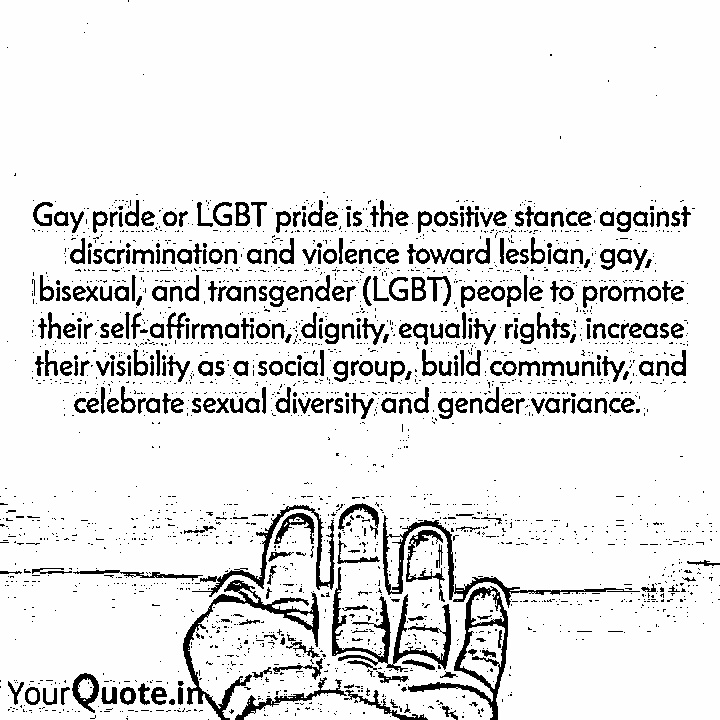 Gay pride or LGBT pride is the positive stance against
discrimination and violence toward lesbian, gay,
bisexual, and transgender (LGBT) people to promote
their self-affirmation, dignity, equality rights, increase
their visibility as a social group, build community, and
celebrate sexual diversity and gender variance.
YourQuote.in